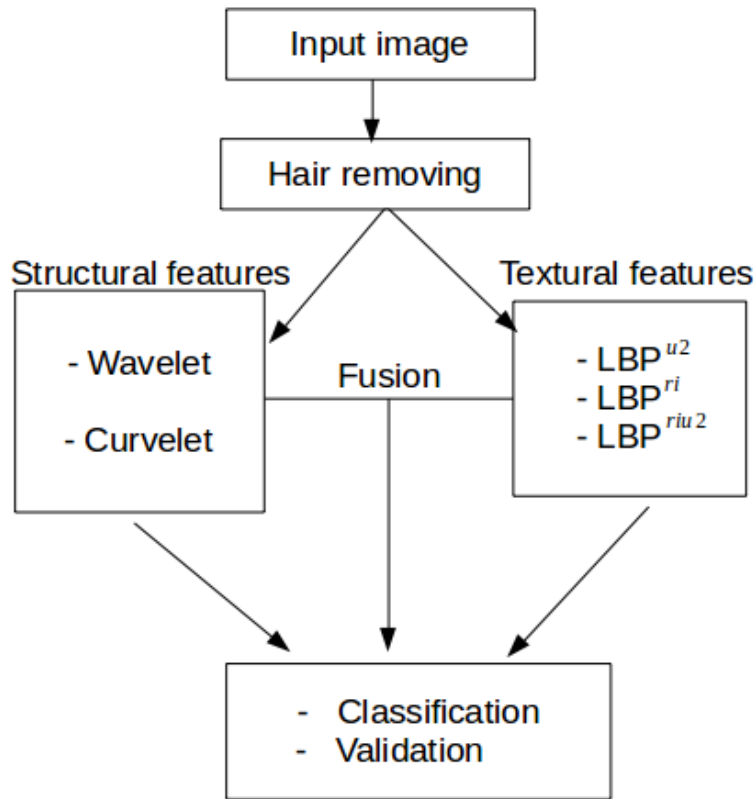 Input image
Hair removing
Structural features
- Wavelet
- Curvelet
Fusion
Textural features
- LBP^{u2}
- LBP^{ri}
- LBP^{riu2}
- Classification
- Validation